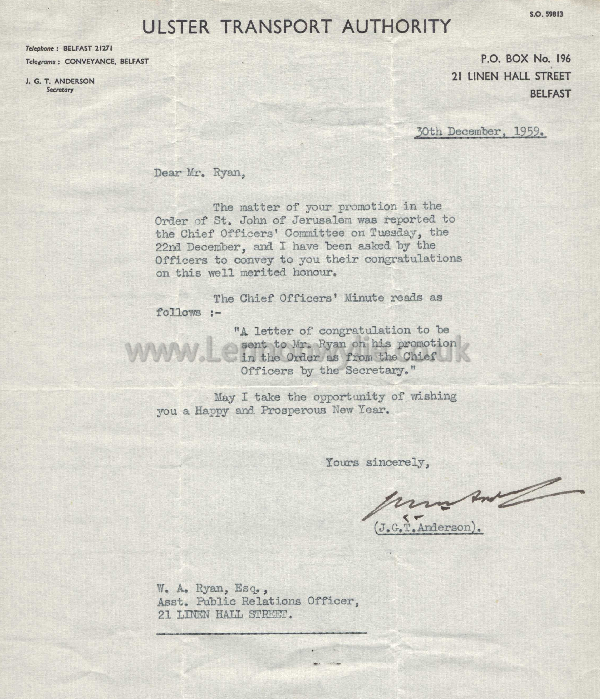 S.O. 59813
ULSTER TRANSPORT AUTHORITY
Telephone : BELFAST 21271
Telegrams : CONVEYANCE, BELFAST
J. G. T. ANDERSON
Secretary
P.O. BOX No. 196
21 LINEN HALL STREET
BELFAST
30th December, 1959.
Dear Mr. Ryan,
The matter of your promotion in the
Order of St. John of Jerusalem was reported to
the Chief Officers' Committee on Tuesday, the
22nd December, and I have been asked by the
Officers to convey to you their congratulations
on this well merited honour.
The Chief Officers' Minute reads as
follows :-
"A letter of congratulation to be
sent to Mr. Ryan on his promotion
in the Order as from the Chief
Officers by the Secretary."
May I take the opportunity of wishing
you a Happy and Prosperous New Year.
Yours sincerely,
(J.G.T.Anderson).
W. A. Ryan, Esq.,
Asst. Public Relations Officer,
21 LINEN HALL STREET.